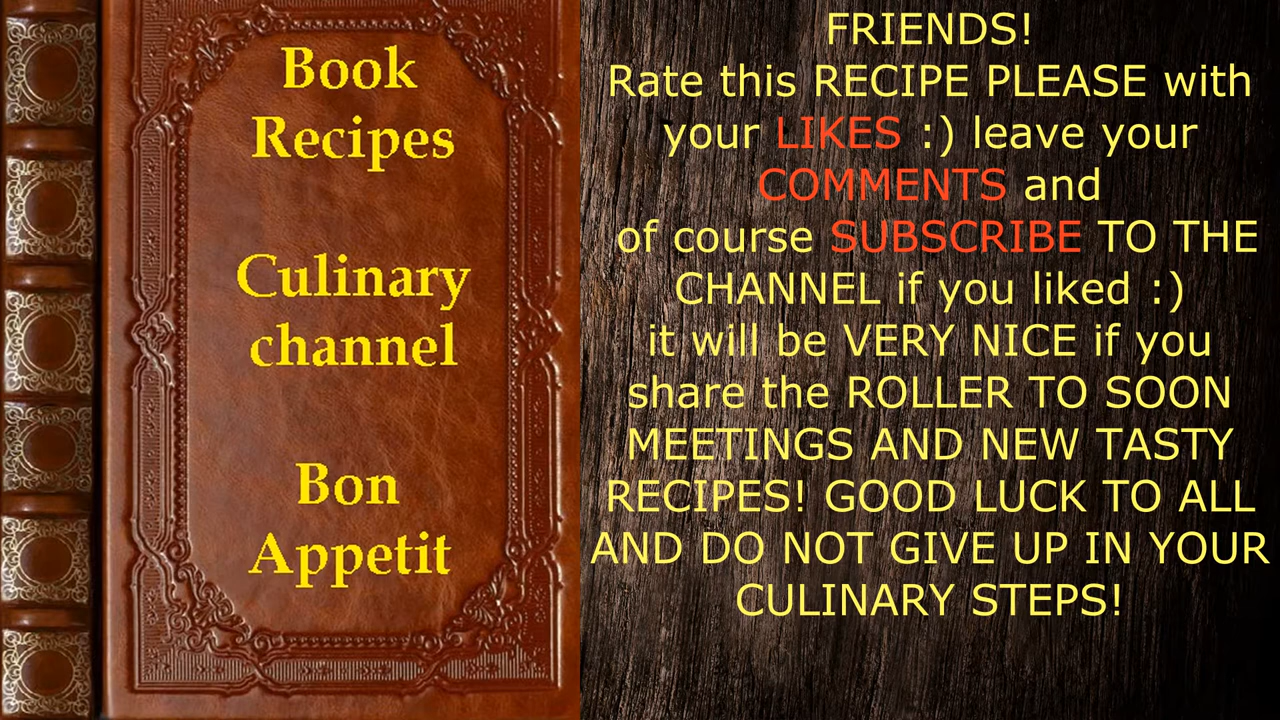 Book
Recipes
Culinary
channel
Bon
Appetit
FRIENDS!
Rate this RECIPE PLEASE with
your LIKES :) leave your
COMMENTS and
of course SUBSCRIBE TO THE
CHANNEL if you liked :)
it will be VERY NICE if you
share the ROLLER TO SOON
MEETINGS AND NEW TASTY
RECIPES! GOOD LUCK TO ALL
AND DO NOT GIVE UP IN YOUR
CULINARY STEPS!